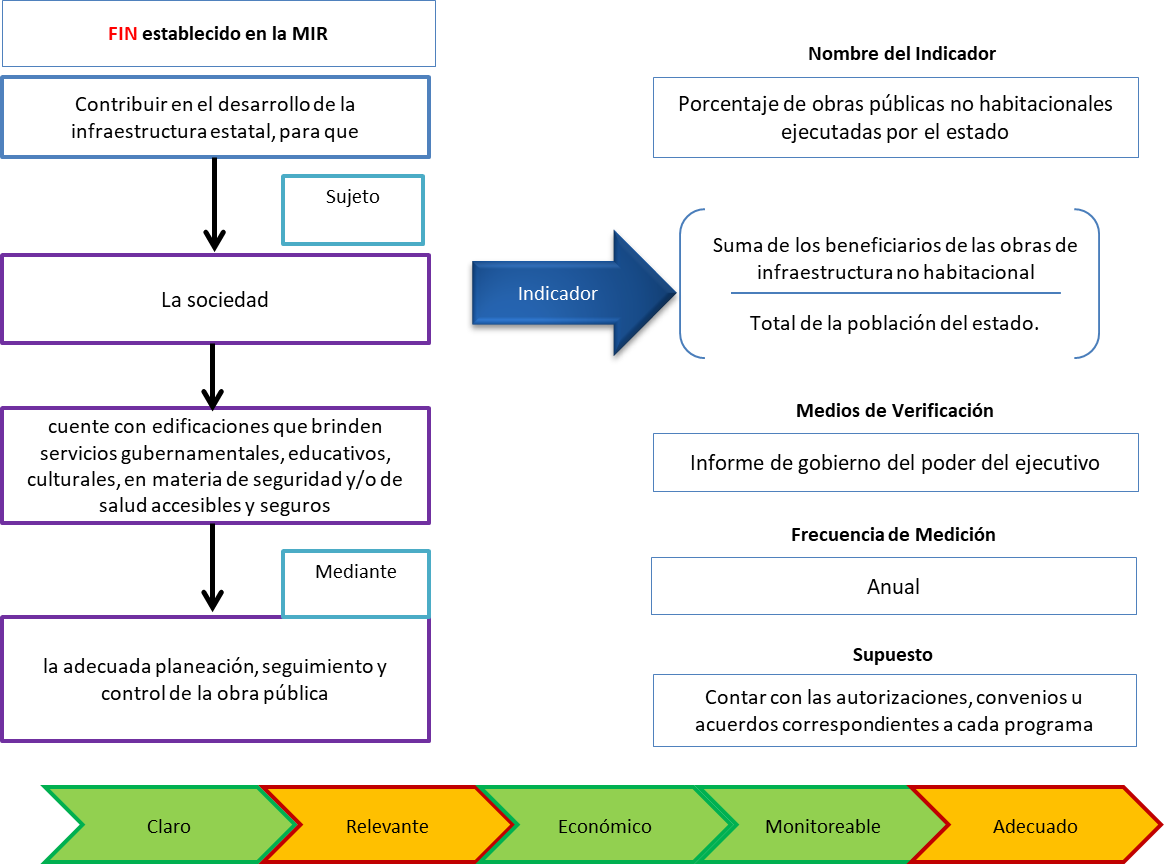 FIN establecido en la MIR
Contribuir en el desarrollo de la
infraestructura estatal, para que
Sujeto
La sociedad
cuente con edificaciones que brinden
servicios gubernamentales, educativos,
culturales, en materia de seguridad y/o de
salud accesibles y seguros
Mediante
la adecuada planeación, seguimiento y
control de la obra pública
Indicador
Nombre del Indicador
Porcentaje de obras públicas no habitacionales
ejecutadas por el estado
Suma de los beneficiarios de las obras de
infraestructura no habitacional
Total de la población del estado.
Medios de Verificación
Informe de gobierno del poder del ejecutivo
Frecuencia de Medición
Anual
Supuesto
Contar con las autorizaciones, convenios u
acuerdos correspondientes a cada programa
Claro
Relevante
Económico
Monitoreable
Adecuado